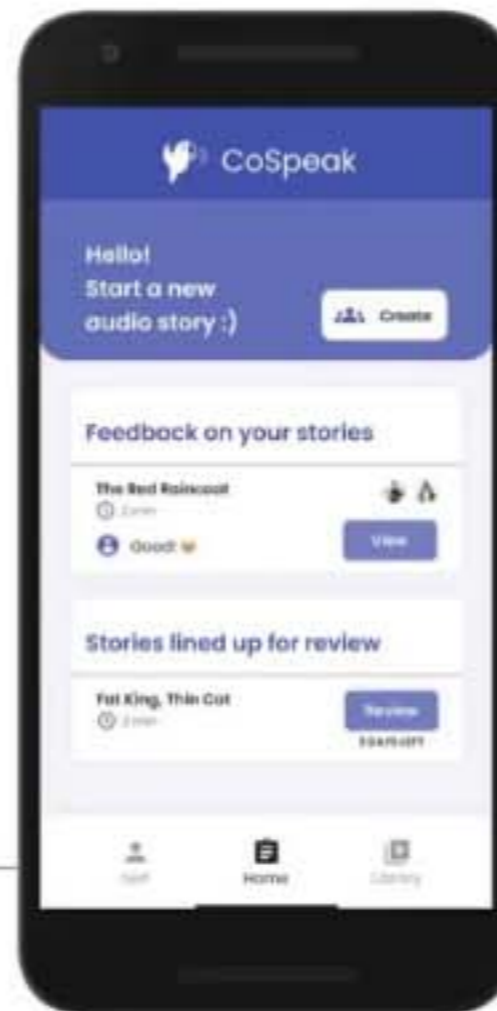 CoSpeak
Hello!
Start a new
audio story :)
Create
Feedback on your stories
The Red Raincoat
Good!
View
Stories lined up for review
Fat King, Thin Cat
Review
Home
Library